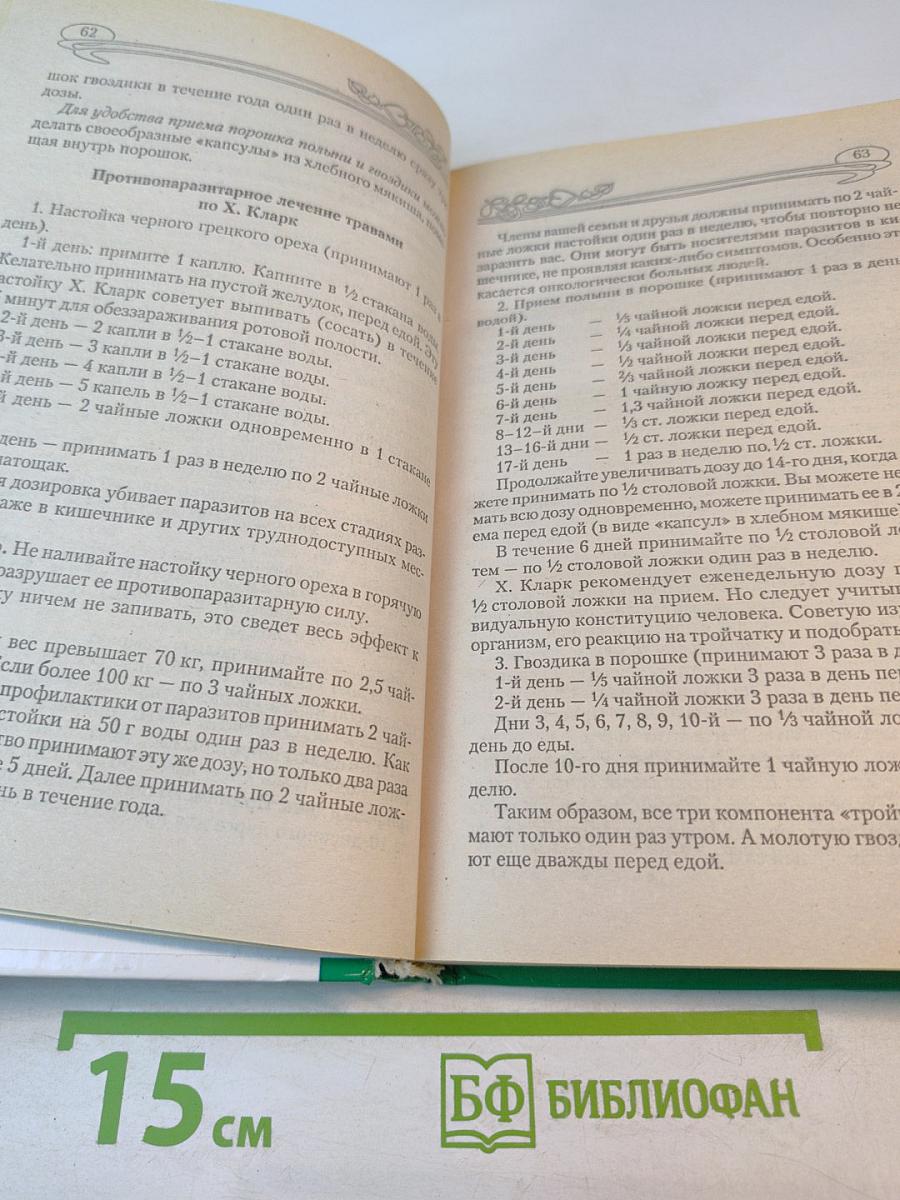 62
шок гвоздики в течение года один раз в неделю сразу
дозы.
Для удобства приема порошка полыни и гвоздики можно
делать своеобразные «капсулы» из хлебного мякиша,
щая внутрь порошок.
Противопаразитарное лечение травами
по Х. Кларк
1. Настойка черного грецкого ореха (принимают 1 раз в
день).
1-й день: примите 1 каплю. Капните в ½ стакана воды.
Желательно принимать на пустой желудок, перед едой. Эту
настойку Х. Кларк советует выпивать (сосать) в течение
минут для обеззараживания ротовой полости.
2-й день — 2 капли в ½–1 стакане воды.
3-й день — 3 капли в ½–1 стакане воды.
-й день — 4 капли в ½–1 стакане воды.
й день — 5 капель в ½–1 стакане воды.
й день — 2 чайные ложки одновременно в 1 стакане
день — принимать 1 раз в неделю по 2 чайные ложки
натощак.
я дозировка убивает паразитов на всех стадиях раз-
аже в кишечнике и других труднодоступных мес-
о. Не наливайте настойку черного ореха в горячую
разрушает ее противопаразитарную силу.
ку ничем не запивать, это сведет весь эффект к
вес превышает 70 кг, принимайте по 2,5 чай-
Если более 100 кг — по 3 чайных ложки.
профилактики от паразитов принимать 2 чай-
стойки на 50 г воды один раз в неделю. Как
тво принимают эту же дозу, но только два раза
е 5 дней. Далее принимать по 2 чайные лож-
нь в течение года.
63
Члены вашей семьи и друзья должны принимать по 2 чай-
ные ложки настойки один раз в неделю, чтобы повторно не
заразить вас. Они могут быть носителями паразитов в ки-
шечнике, не проявляя каких-либо симптомов. Особенно эт
касается онкологически больных людей.
2. Прием полыни в порошке (принимают 1 раз в день
водой).
1-й день — ⅕ чайной ложки перед едой.
2-й день — ¼ чайной ложки перед едой.
3-й день — ⅓ чайной ложки перед едой.
4-й день — ½ чайной ложки перед едой.
5-й день — ⅔ чайной ложки перед едой.
6-й день — 1 чайную ложку перед едой.
7-й день — 1,3 чайной ложки перед едой.
8–12-й дни — ⅓ ст. ложки перед едой.
13–16-й дни — ½ ст. ложки перед едой.
17-й день — 1 раз в неделю по ½ ст. ложки.
Продолжайте увеличивать дозу до 14-го дня, когда
жете принимать по ½ столовой ложки. Вы можете не
мать всю дозу одновременно, можете принимать ее в 2
ема перед едой (в виде «капсул» в хлебном мякише)
В течение 6 дней принимайте по ½ столовой ло
тем — по ½ столовой ложки один раз в неделю.
Х. Кларк рекомендует еженедельную дозу п
½ столовой ложки на прием. Но следует учитыв
видуальную конституцию человека. Советую изу
организм, его реакцию на тройчатку и подобрать
3. Гвоздика в порошке (принимают 3 раза в д
1-й день — ⅕ чайной ложки 3 раза в день пер
2-й день — ¼ чайной ложки 3 раза в день пе
Дни 3, 4, 5, 6, 7, 8, 9, 10-й — по ⅓ чайной ло
день до еды.
После 10-го дня принимайте 1 чайную лож
делю.
Таким образом, все три компонента «трой
мают только один раз утром. А молотую гвозд
ют еще дважды перед едой.
15 см
БФ БИБЛИОФАН